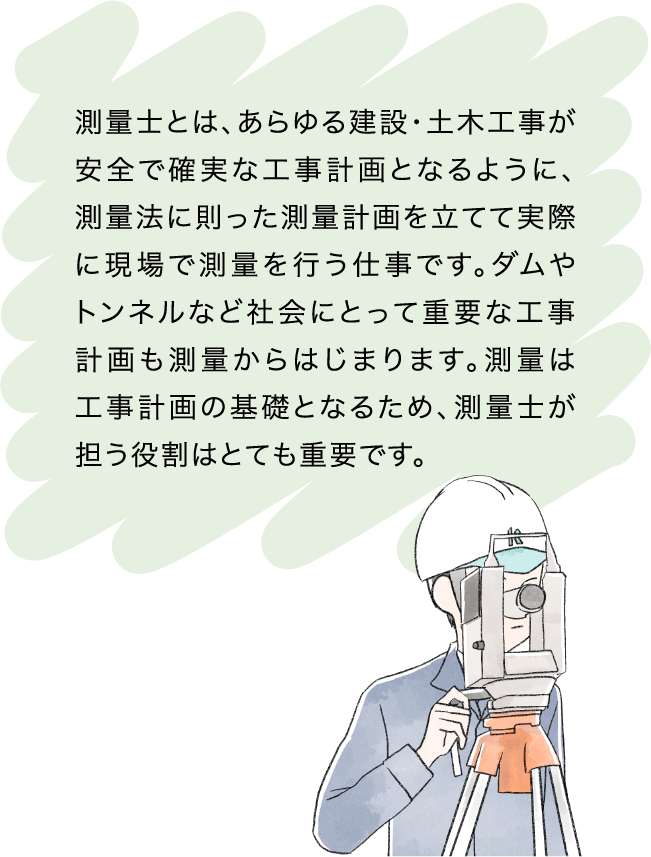 測量士とは、あらゆる建設・土木工事が
安全で確実な工事計画となるように、
測量法に則った測量計画を立てて実際
に現場で測量を行う仕事です。ダムや
トンネルなど社会にとって重要な工事
計画も測量からはじまります。測量は
工事計画の基礎となるため、測量士が
担う役割はとても重要です。